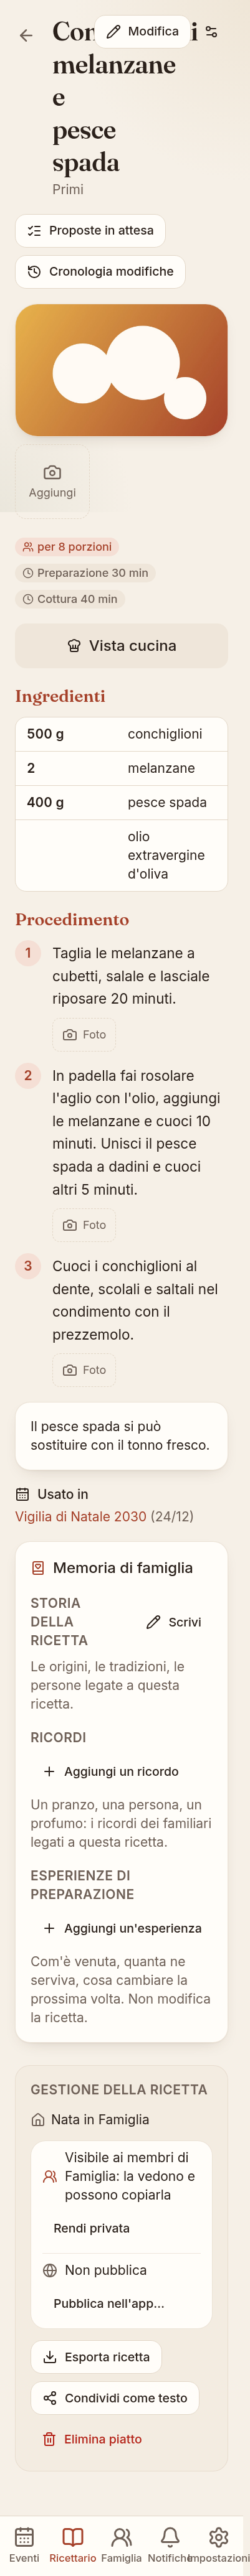 Modifica
melanzane
e
pesce
spada
Primi
Proposte in attesa
Cronologia modifiche
Aggiungi
per 8 porzioni
Preparazione 30 min
Cottura 40 min
Vista cucina
Ingredienti
500 g conchiglioni
2 melanzane
400 g pesce spada
olio
extravergine
d'oliva
Procedimento
1 Taglia le melanzane a
cubetti, salale e lasciale
riposare 20 minuti.
Foto
2 In padella fai rosolare
l'aglio con l'olio, aggiungi
le melanzane e cuoci 10
minuti. Unisci il pesce
spada a dadini e cuoci
altri 5 minuti.
Foto
3 Cuoci i conchiglioni al
dente, scolali e saltali nel
condimento con il
prezzemolo.
Foto
Il pesce spada si può
sostituire con il tonno fresco.
Usato in
Vigilia di Natale 2030 (24/12)
Memoria di famiglia
STORIA
DELLA
RICETTA
Scrivi
Le origini, le tradizioni, le
persone legate a questa
ricetta.
RICORDI
Aggiungi un ricordo
Un pranzo, una persona, un
profumo: i ricordi dei familiari
legati a questa ricetta.
ESPERIENZE DI
PREPARAZIONE
Aggiungi un'esperienza
Com'è venuta, quanta ne
serviva, cosa cambiare la
prossima volta. Non modifica
la ricetta.
GESTIONE DELLA RICETTA
Nata in Famiglia
Visibile ai membri di
Famiglia: la vedono e
possono copiarla
Rendi privata
Non pubblica
Pubblica nell'app...
Esporta ricetta
Condividi come testo
Elimina piatto
Eventi Ricettario Famiglia Notifiche Impostazioni